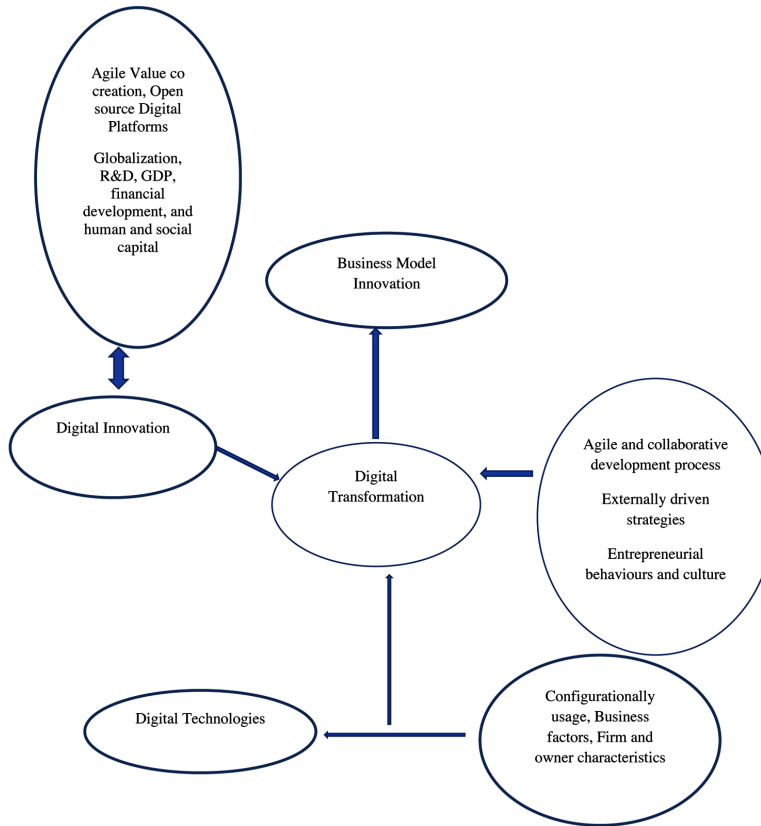 Agile Value co
creation, Open
source Digital
Platforms
Globalization,
R&D, GDP,
financial
development, and
human and social
capital
Business Model
Innovation
Digital Innovation
Digital
Transformation
Agile and collaborative
development process
Externally driven
strategies
Entrepreneurial
behaviours and culture
Digital Technologies
Configurationally
usage, Business
factors, Firm and
owner characteristics